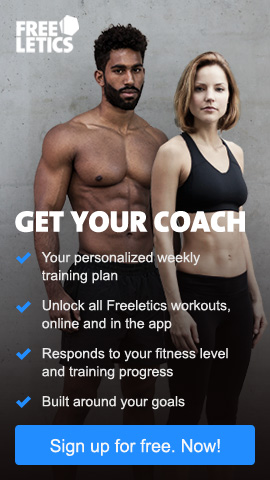 FREE
LETICS
GET YOUR COACH
Your personalized weekly
training plan
Unlock all Freeletics workouts,
online and in the app
Responds to your fitness level
and training progress
Built around your goals
Sign up for free. Now!